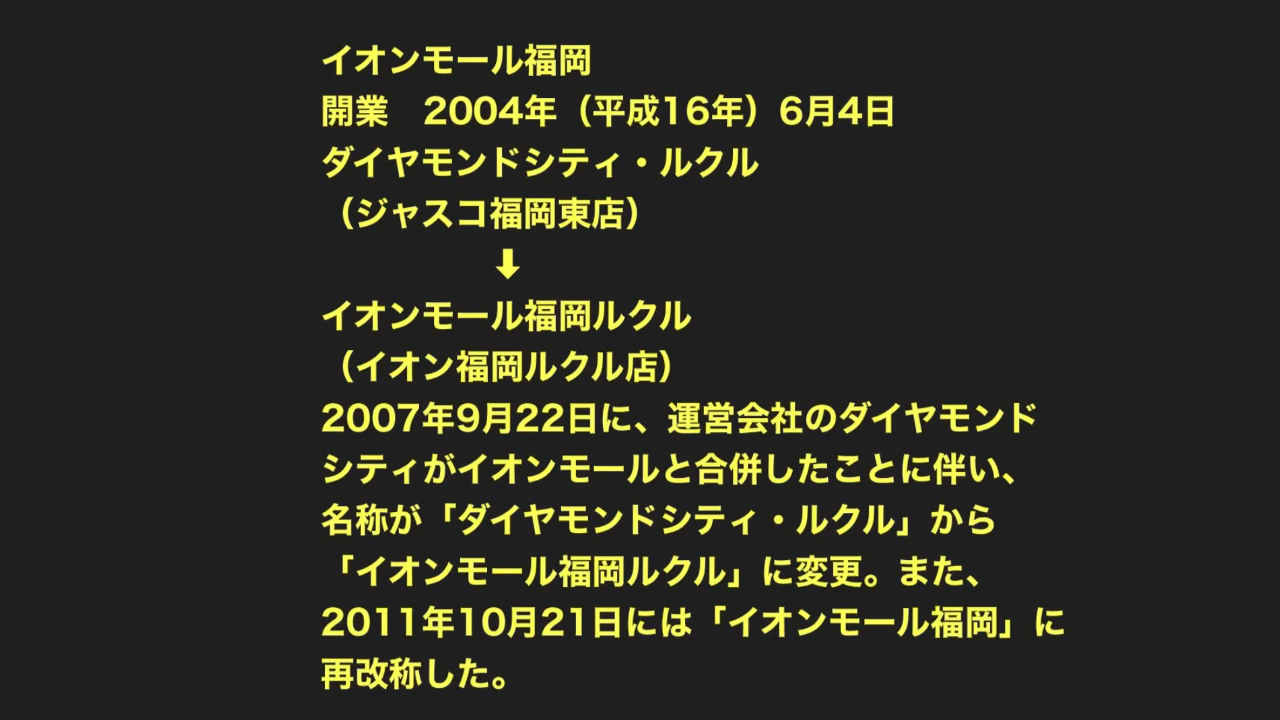 イオンモール福岡
開業　2004年（平成16年）6月4日
ダイヤモンドシティ・ルクル
（ジャスコ福岡東店）
⬇
イオンモール福岡ルクル
（イオン福岡ルクル店）
2007年9月22日に、運営会社のダイヤモンド
シティがイオンモールと合併したことに伴い、
名称が「ダイヤモンドシティ・ルクル」から
「イオンモール福岡ルクル」に変更。また、
2011年10月21日には「イオンモール福岡」に
再改称した。